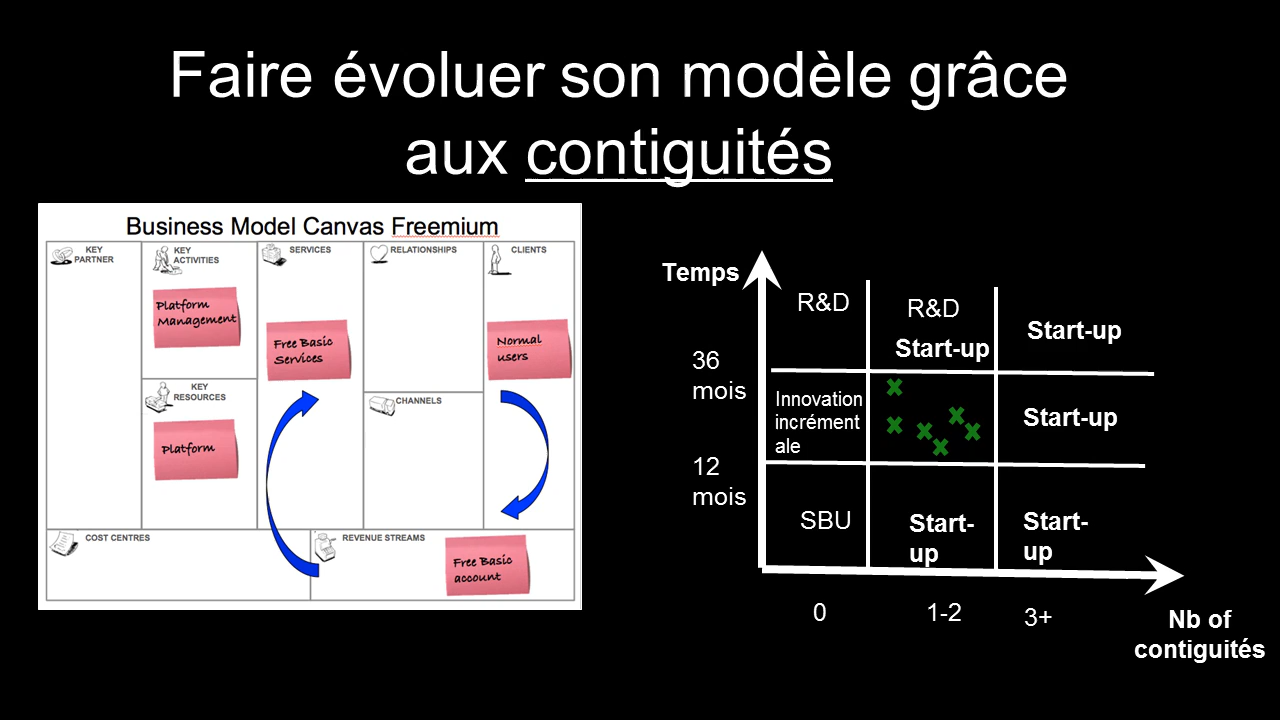 Faire évoluer son modèle grâce
aux contiguités
Business Model Canvas Freemium
KEY
PARTNER
KEY
ACTIVITIES
SERVICES
RELATIONSHIPS
CLIENTS
Platform
Management
Free Basic
Services
Normal
users
KEY
RESOURCES
CHANNELS
Platform
COST CENTRES
REVENUE STREAMS
Free Basic
account
Temps
R&D
R&D
Start-up
Start-up
36
mois
Innovation
incrément
ale
Start-up
12
mois
SBU
Start-
up
Start-
up
0
1-2
3+
Nb of
contiguités